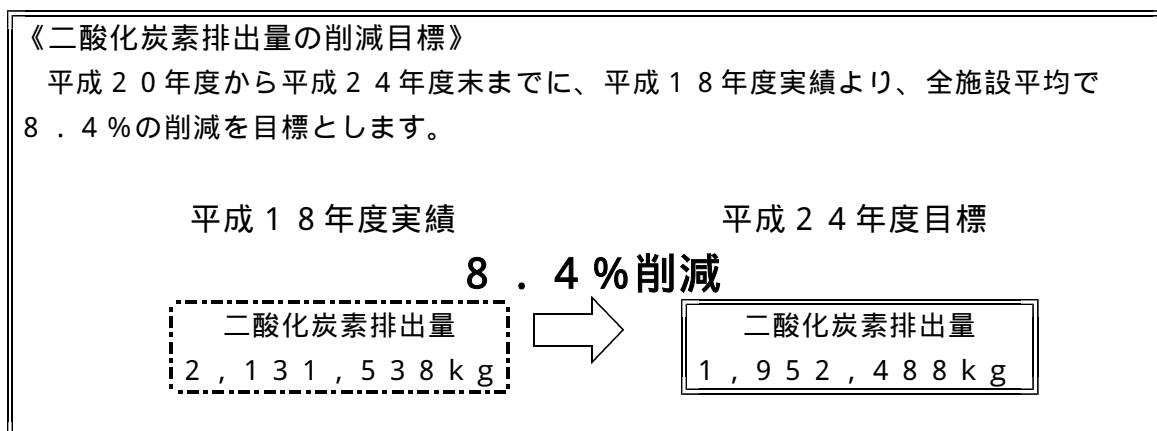 《二酸化炭素排出量の削減目標》
平成20年度から平成24年度末までに、平成18年度実績より、全施設平均で
8.4%の削減を目標とします。
平成18年度実績 平成24年度目標
8.4%削減
二酸化炭素排出量 二酸化炭素排出量
2,131,538kg 1,952,488kg